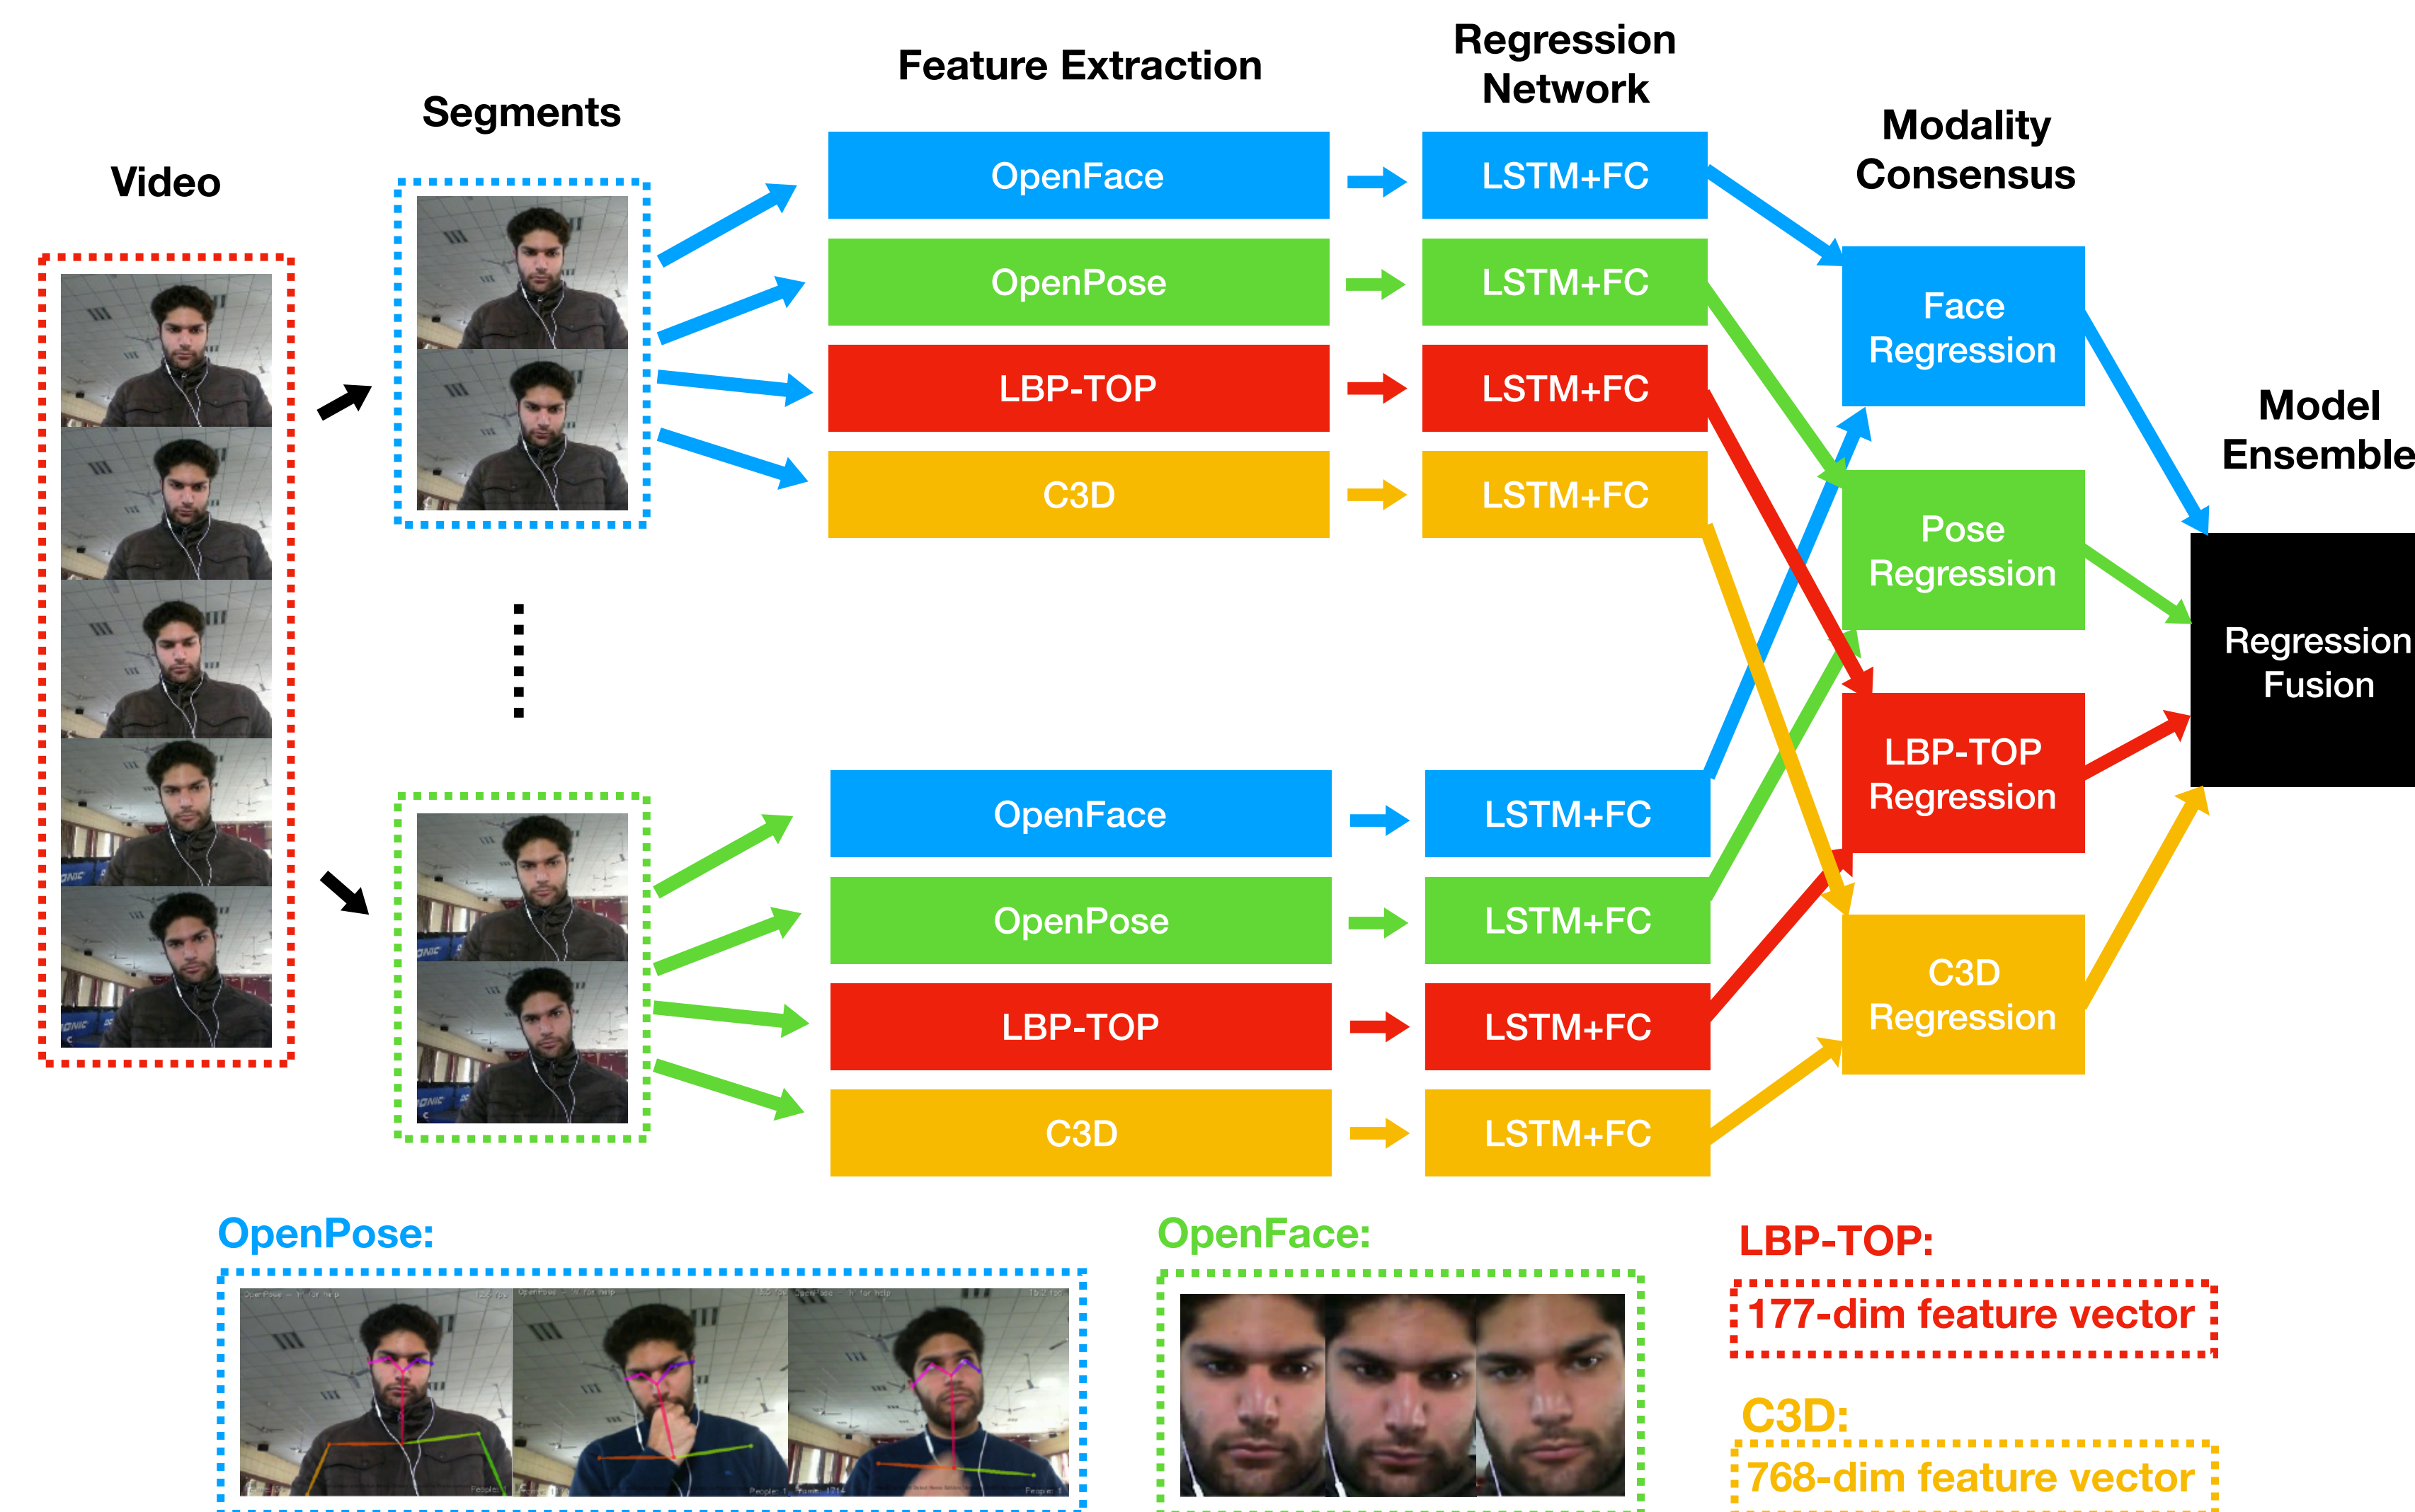 Video
Segments
Feature Extraction
Regression
Network
Modality
Consensus
Model
Ensemble
OpenFace
LSTM+FC
OpenPose
LSTM+FC
LBP-TOP
LSTM+FC
C3D
LSTM+FC
OpenFace
LSTM+FC
OpenPose
LSTM+FC
LBP-TOP
LSTM+FC
C3D
LSTM+FC
Face
Regression
Pose
Regression
LBP-TOP
Regression
C3D
Regression
Regression
Fusion
OpenPose:
OpenFace:
LBP-TOP:
177-dim feature vector
C3D:
768-dim feature vector